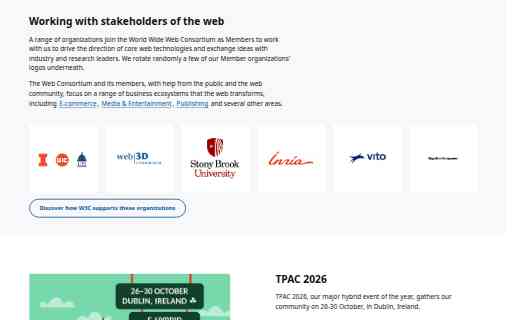 Working with stakeholders of the web
A range of organizations join the World Wide Web Consortium as Members to work
with us to drive the direction of core web technologies and exchange ideas with
industry and research leaders. We rotate randomly a few of our Member organizations'
logos underneath.
The Web Consortium and its members, with help from the public and the web
community, focus on a range of business ecosystems that the web transforms,
including E-commerce, Media & Entertainment, Publishing and several other areas.
I UIC
web|3D
CONSORTIUM
Stony Brook
University
Inria
vito
Discover how W3C supports these organizations
26–30 OCTOBER
DUBLIN, IRELAND
TPAC 2026
TPAC 2026, our major hybrid event of the year, gathers our
community on 26-30 October, in Dublin, Ireland.